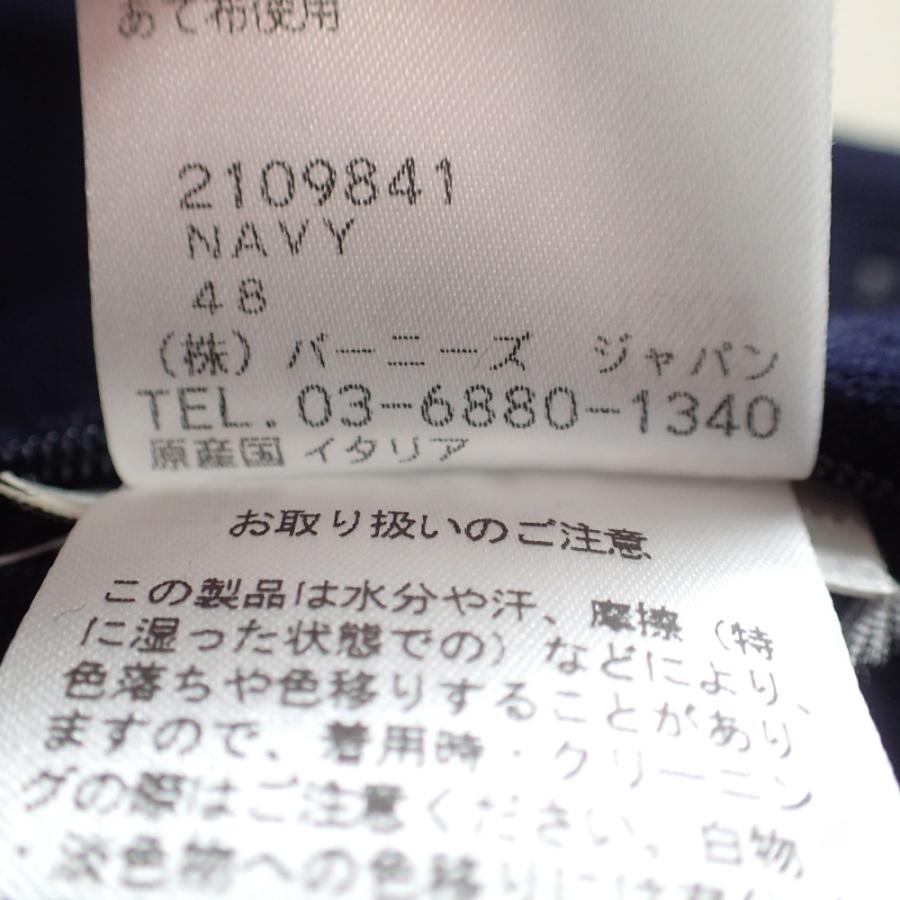 あて布使用
2109841
NAVY
48
（株）バーニーズ ジャパン
TEL. 03-6880-1340
原産国 イタリア
お取り扱いのご注意
この製品は水分や汗、摩擦（特
に湿った状態での）などにより、
色落ちや色移りすることがあり
ますので、着用時・クリーニン
グの際はご注意ください。白物、
・淡色物への色移りには